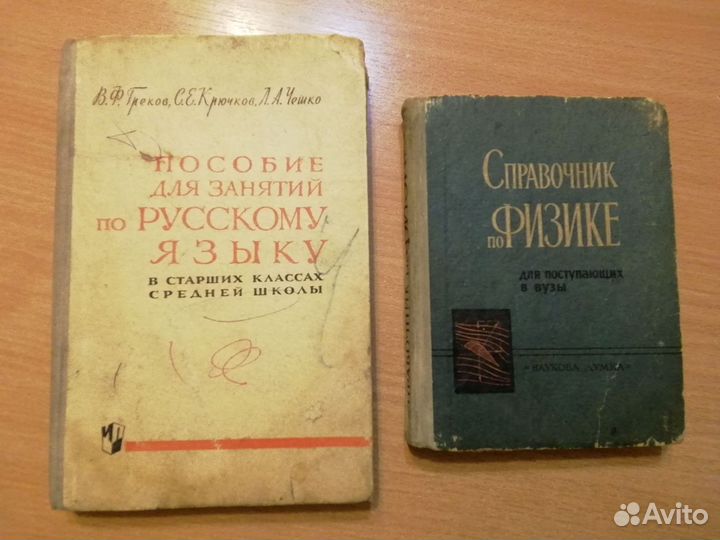 В.Ф. Греков, С.Е. Крючков, Л.А. Чешко
ПОСОБИЕ
ДЛЯ ЗАНЯТИЙ
ПО РУССКОМУ
ЯЗЫКУ
В СТАРШИХ КЛАССАХ
СРЕДНЕЙ ШКОЛЫ
СПРАВОЧНИК
по ФИЗИКЕ
для поступающих
в вузы
«НАУКОВА ДУМКА»
Avito